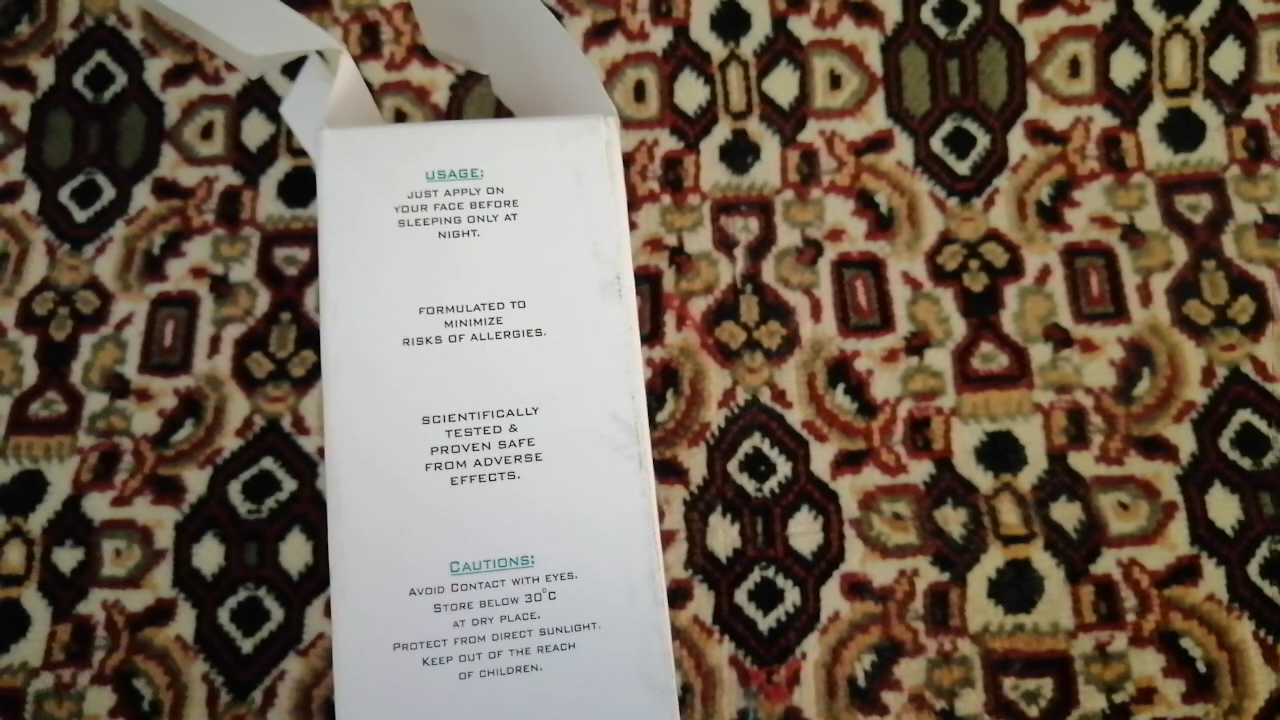 USAGE:
JUST APPLY ON
YOUR FACE BEFORE
SLEEPING ONLY AT
NIGHT.
FORMULATED TO
MINIMIZE
RISKS OF ALLERGIES.
SCIENTIFICALLY
TESTED &
PROVEN SAFE
FROM ADVERSE
EFFECTS.
CAUTIONS:
AVOID CONTACT WITH EYES.
STORE BELOW 30°C
AT DRY PLACE.
PROTECT FROM DIRECT SUNLIGHT.
KEEP OUT OF THE REACH
OF CHILDREN.